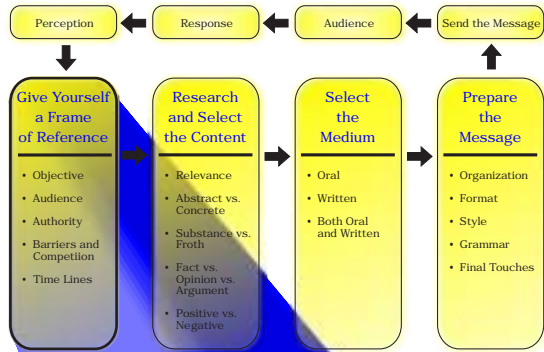 Perception
Response
Audience
Send the Message
Give Yourself
a Frame
of Reference
• Objective
• Audience
• Authority
• Barriers and
Competiion
• Time Lines
Research
and Select
the Content
• Relevance
• Abstract vs.
Concrete
• Substance vs.
Froth
• Fact vs.
Opinion vs.
Argument
• Positive vs.
Negative
Select
the
Medium
• Oral
• Written
• Both Oral
and Written
Prepare
the
Message
• Organization
• Format
• Style
• Grammar
• Final Touches